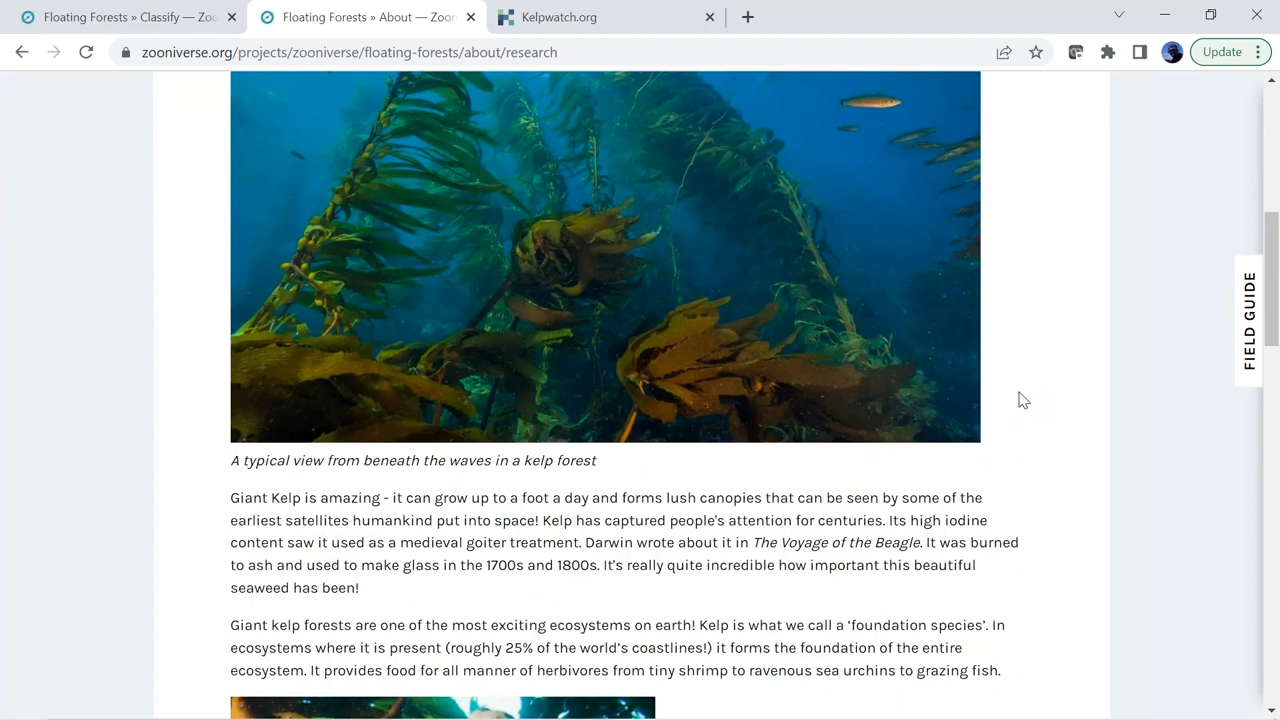 Floating Forests » Classify — Zoo
Floating Forests » About — Zoon
Kelpwatch.org
zooniverse.org/projects/zooniverse/floating-forests/about/research
Update
FIELD GUIDE
A typical view from beneath the waves in a kelp forest
Giant Kelp is amazing - it can grow up to a foot a day and forms lush canopies that can be seen by some of the
earliest satellites humankind put into space! Kelp has captured people's attention for centuries. Its high iodine
content saw it used as a medieval goiter treatment. Darwin wrote about it in The Voyage of the Beagle. It was burned
to ash and used to make glass in the 1700s and 1800s. It's really quite incredible how important this beautiful
seaweed has been!
Giant kelp forests are one of the most exciting ecosystems on earth! Kelp is what we call a ‘foundation species’. In
ecosystems where it is present (roughly 25% of the world’s coastlines!) it forms the foundation of the entire
ecosystem. It provides food for all manner of herbivores from tiny shrimp to ravenous sea urchins to grazing fish.